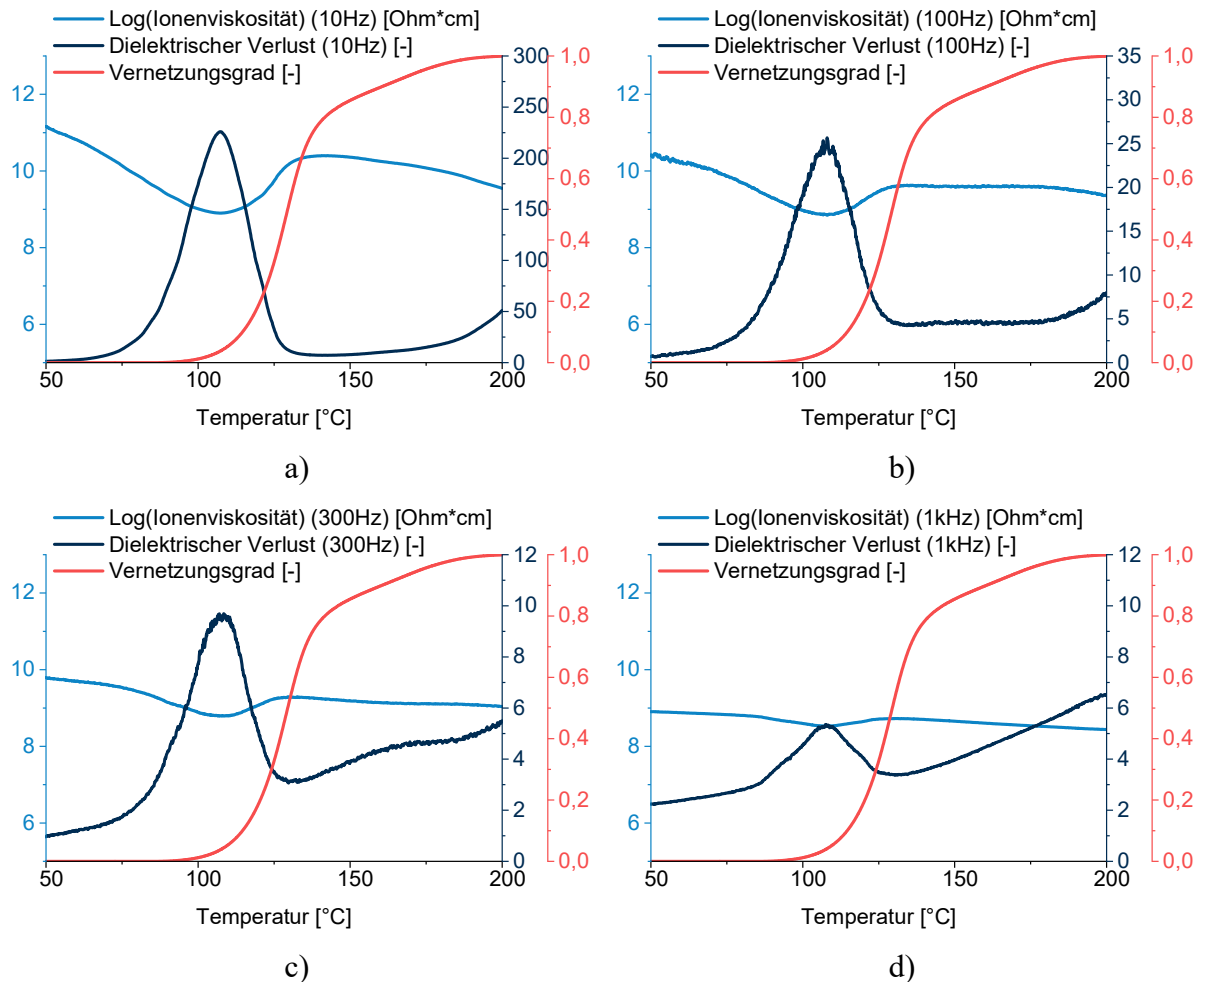 Log(Ionenviskosität) (10Hz) [Ohm*cm]
Dielektrischer Verlust (10Hz) [-]
Vernetzungsgrad [-]
12
10
8
6
300
250
200
150
100
50
0
1,0
0,8
0,6
0,4
0,2
0,0
50 100 150 200
Temperatur [°C]
a)
Log(Ionenviskosität) (100Hz) [Ohm*cm]
Dielektrischer Verlust (100Hz) [-]
Vernetzungsgrad [-]
12
10
8
6
35
30
25
20
15
10
5
0
1,0
0,8
0,6
0,4
0,2
0,0
50 100 150 200
Temperatur [°C]
b)
Log(Ionenviskosität) (300Hz) [Ohm*cm]
Dielektrischer Verlust (300Hz) [-]
Vernetzungsgrad [-]
12
10
8
6
12
10
8
6
4
2
0
1,0
0,8
0,6
0,4
0,2
0,0
50 100 150 200
Temperatur [°C]
c)
Log(Ionenviskosität) (1kHz) [Ohm*cm]
Dielektrischer Verlust (1kHz) [-]
Vernetzungsgrad [-]
12
10
8
6
12
10
8
6
4
2
0
1,0
0,8
0,6
0,4
0,2
0,0
50 100 150 200
Temperatur [°C]
d)